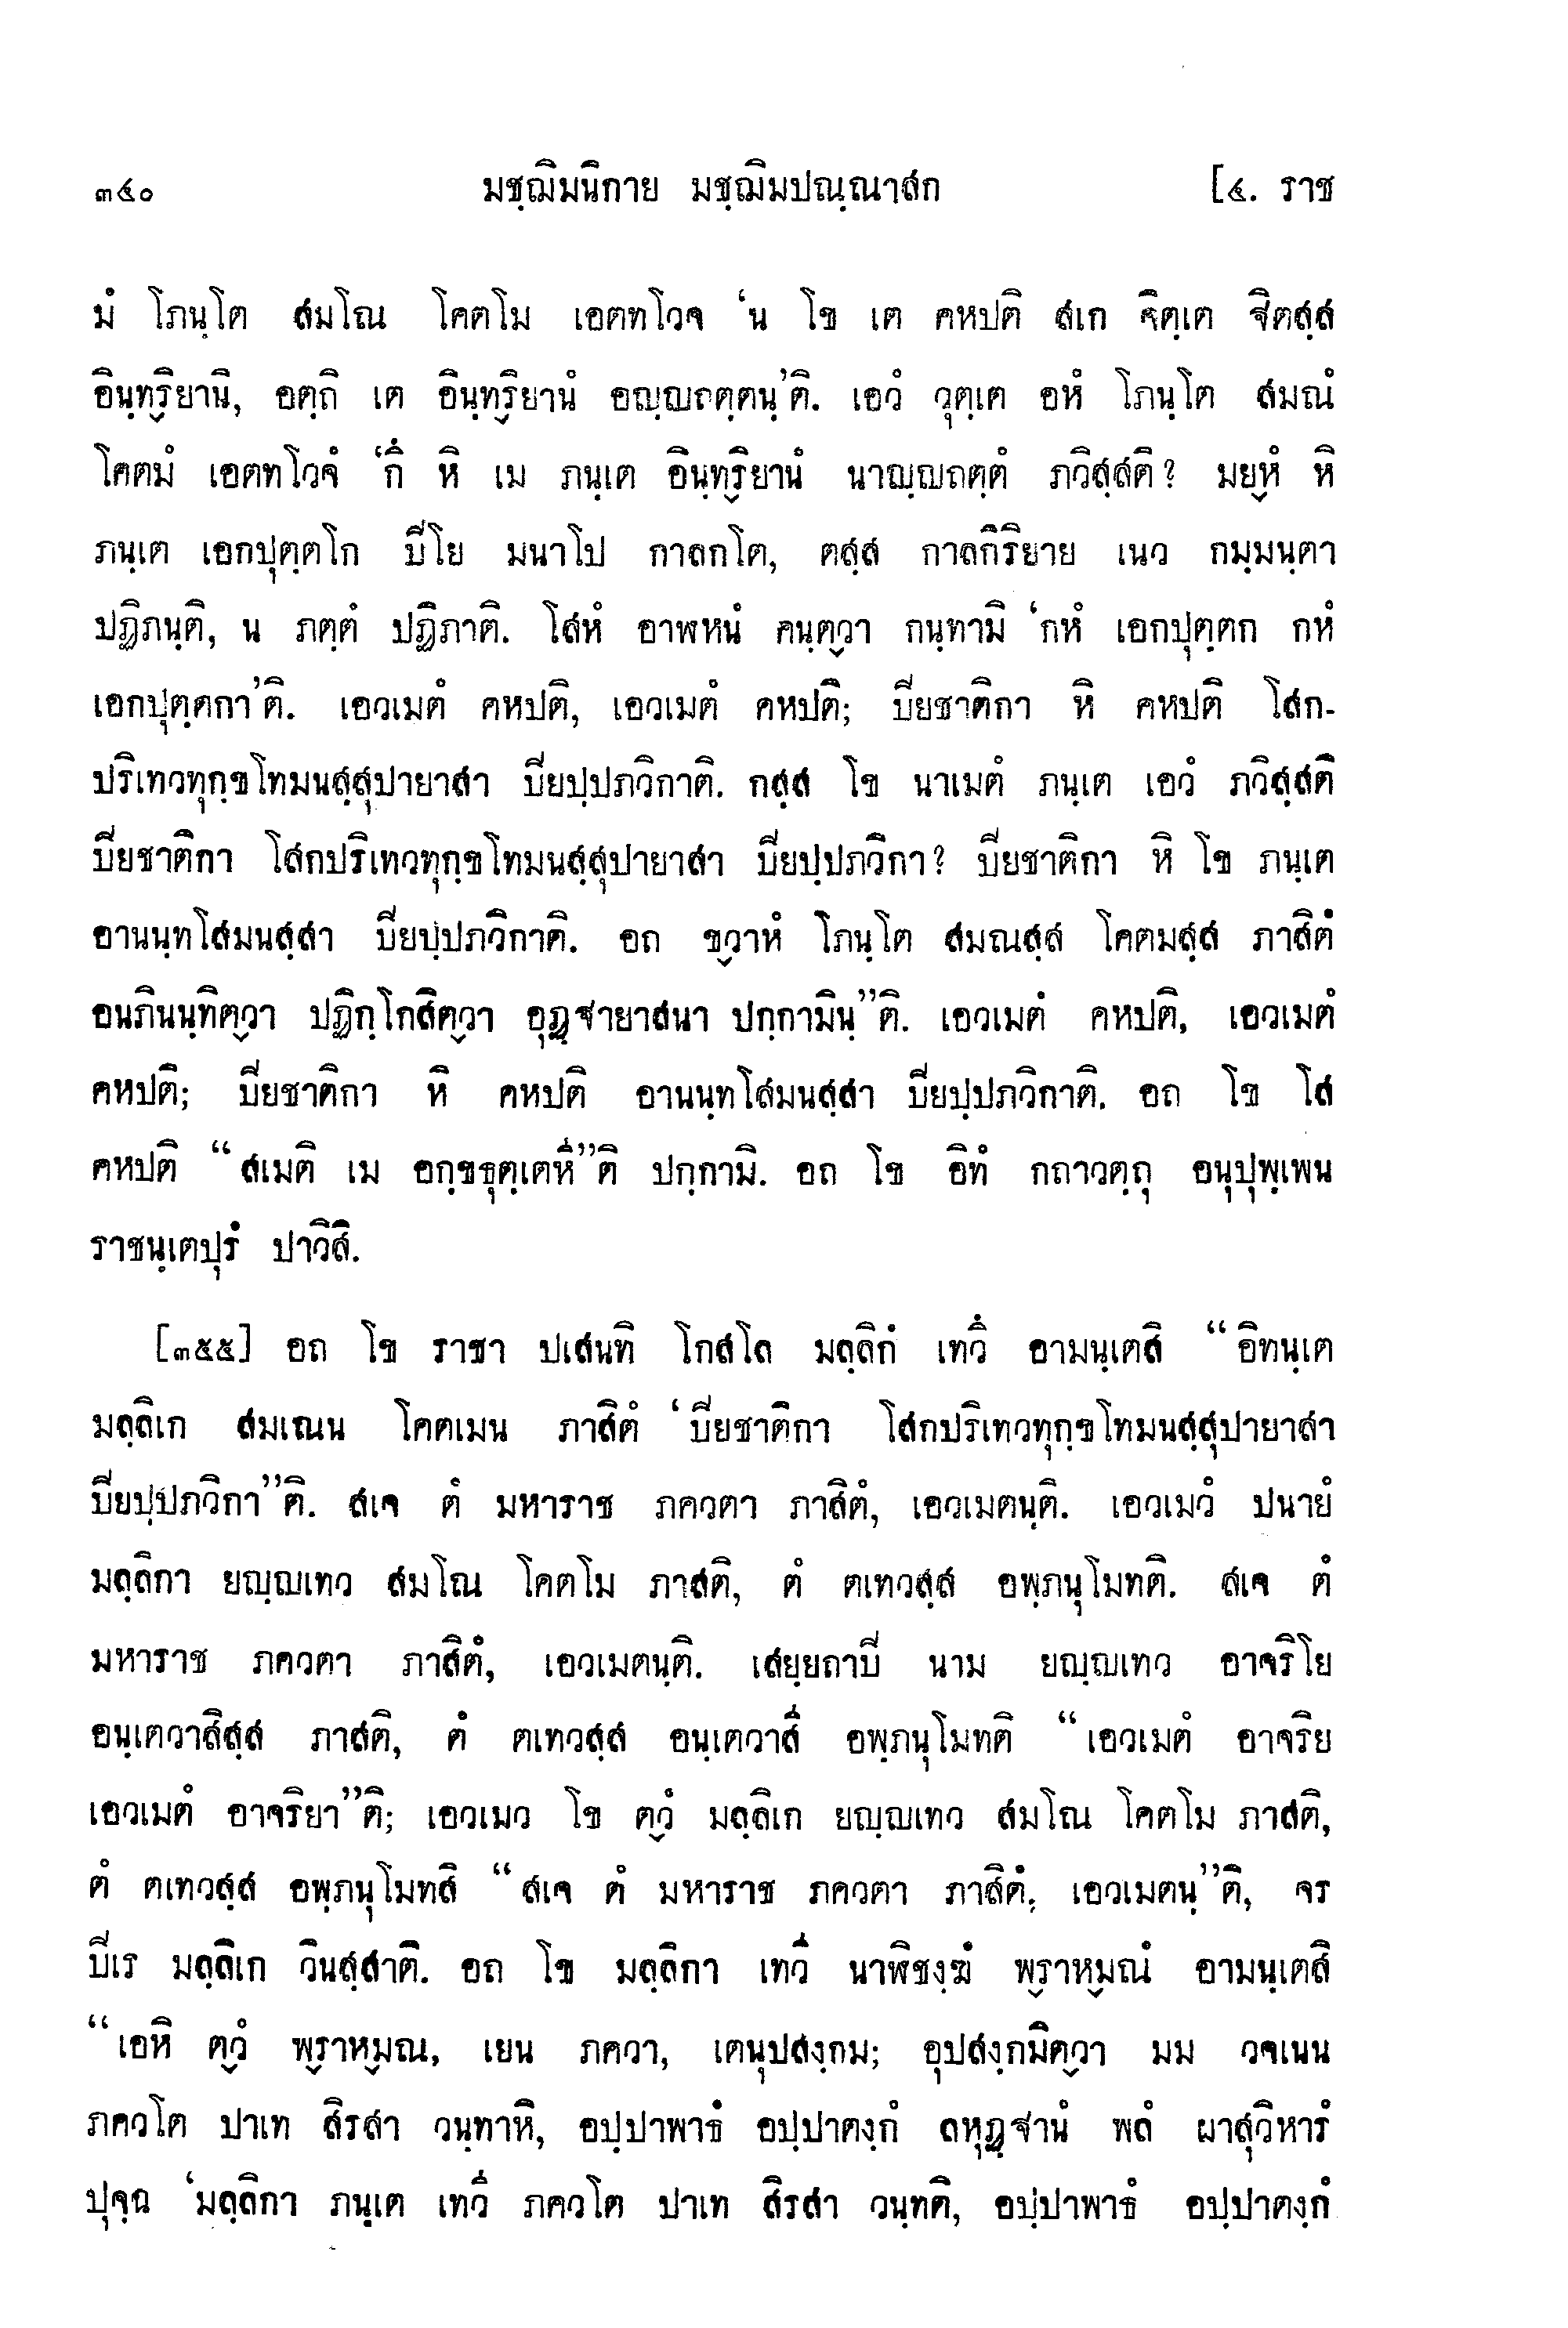 ๓๔๐ มชฺฌิมนิกาย มชฺฌิมปณฺณาสก [๔. ราช
มํ โภนฺโต สมโณ โคตโม เอตทโวจ ‘น โข เต คหปติ สเก จิตฺเต ฐิตสฺส
อินฺทฺริยานิ, อตฺถิ เต อินฺทฺริยานํ อญฺญถตฺตนฺ’ติ. เอวํ วุตฺเต อหํ โภนฺโต สมณํ
โคตมํ เอตทโวจํ ‘กึ หิ เม ภนฺเต อินฺทฺริยานํ นาญฺญถตฺตํ ภวิสฺสติ? มยฺหํ หิ
ภนฺเต เอกปุตฺตโก ปิโย มนาโป กาลกโต, ตสฺส กาลกิริยาย เนว กมฺมนฺตา
ปฏิภนฺติ, น ภตฺตํ ปฏิภาติ. โสหํ อาฬหนํ คนฺตฺวา กนฺทามิ ‘กหํ เอกปุตฺตก กหํ
เอกปุตฺตกา’ติ. เอวเมตํ คหปติ, เอวเมตํ คหปติ; ปิยชาติกา หิ คหปติ โสก-
ปริเทวทุกฺขโทมนสฺสุปายาสา ปิยปฺปภวิกาติ. กสฺส โข นาเมตํ ภนฺเต เอวํ ภวิสฺสติ
ปิยชาติกา โสกปริเทวทุกฺขโทมนสฺสุปายาสา ปิยปฺปภวิกา? ปิยชาติกา หิ โข ภนฺเต
อานนฺทโสมนสฺสา ปิยปฺปภวิกาติ. อถ ขฺวาหํ โภนฺโต สมณสฺส โคตมสฺส ภาสิตํ
อนภินนฺทิตฺวา ปฏิกฺโกสิตฺวา อุฏฺฐายาสนา ปกฺกามินฺ”ติ. เอวเมตํ คหปติ, เอวเมตํ
คหปติ; ปิยชาติกา หิ คหปติ อานนฺทโสมนสฺสา ปิยปฺปภวิกาติ. อถ โข โส
คหปติ “สเมติ เม อกฺขธุตฺเตหี”ติ ปกฺกามิ. อถ โข อิทํ กถาวตฺถุ อนุปุพฺเพน
ราชนฺเตปุรํ ปาวิสิ.
[๓๕๕] อถ โข ราชา ปเสนทิ โกสโล มลฺลิกํ เทวึ อามนฺเตสิ “อิทนฺเต
มลฺลิเก สมเณน โคตเมน ภาสิตํ ‘ปิยชาติกา โสกปริเทวทุกฺขโทมนสฺสุปายาสา
ปิยปฺปภวิกา”ติ. สเจ ตํ มหาราช ภควตา ภาสิตํ, เอวเมตนฺติ. เอวเมวํ ปนายํ
มลฺลิกา ยญฺญเทว สมโณ โคตโม ภาสติ, ตํ ตเทวสฺส อพฺภนุโมทติ. สเจ ตํ
มหาราช ภควตา ภาสิตํ, เอวเมตนฺติ. เสยฺยถาปิ นาม ยญฺญเทว อาจริโย
อนฺเตวาสิสฺส ภาสติ, ตํ ตเทวสฺส อนฺเตวาสี อพฺภนุโมทติ “เอวเมตํ อาจริย
เอวเมตํ อาจริยา”ติ; เอวเมว โข ตฺวํ มลฺลิเก ยญฺญเทว สมโณ โคตโม ภาสติ,
ตํ ตเทวสฺส อพฺภนุโมทสิ “สเจ ตํ มหาราช ภควตา ภาสิตํ, เอวเมตนฺ”ติ, จร
ปิเร มลฺลิเก วินสฺสาติ. อถ โข มลฺลิกา เทวี นาฬิชงฺฆํ พฺราหฺมณํ อามนฺเตสิ
“เอหิ ตฺวํ พฺราหฺมณ, เยน ภควา, เตนุปสงฺกม; อุปสงฺกมิตฺวา มม วจเนน
ภควโต ปาเท สิรสา วนฺทาหิ, อปฺปาพาธํ อปฺปาตงฺกํ ลหุฏฺฐานํ พลํ ผาสุวิหารํ
ปุจฺฉ ‘มลฺลิกา ภนฺเต เทวี ภควโต ปาเท สิรสา วนฺทติ, อปฺปาพาธํ อปฺปาตงฺกํ